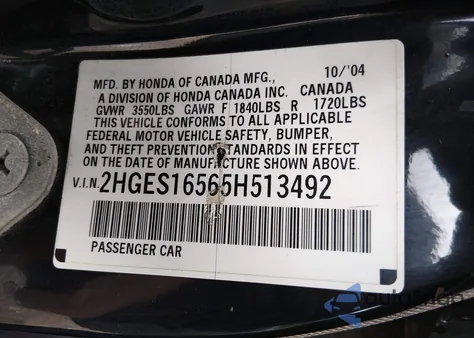 10/'04
MFD. BY HONDA OF CANADA MFG.,
A DIVISION OF HONDA CANADA INC. CANADA
GVWR 3550LBS GAWR F 1840LBS R 1720LBS
THIS VEHICLE CONFORMS TO ALL APPLICABLE
FEDERAL MOTOR VEHICLE SAFETY, BUMPER,
AND THEFT PREVENTION STANDARDS IN EFFECT
ON THE DATE OF MANUFACTURE SHOWN ABOVE.
V.I.N. 2HGES16565H513492
PASSENGER CAR